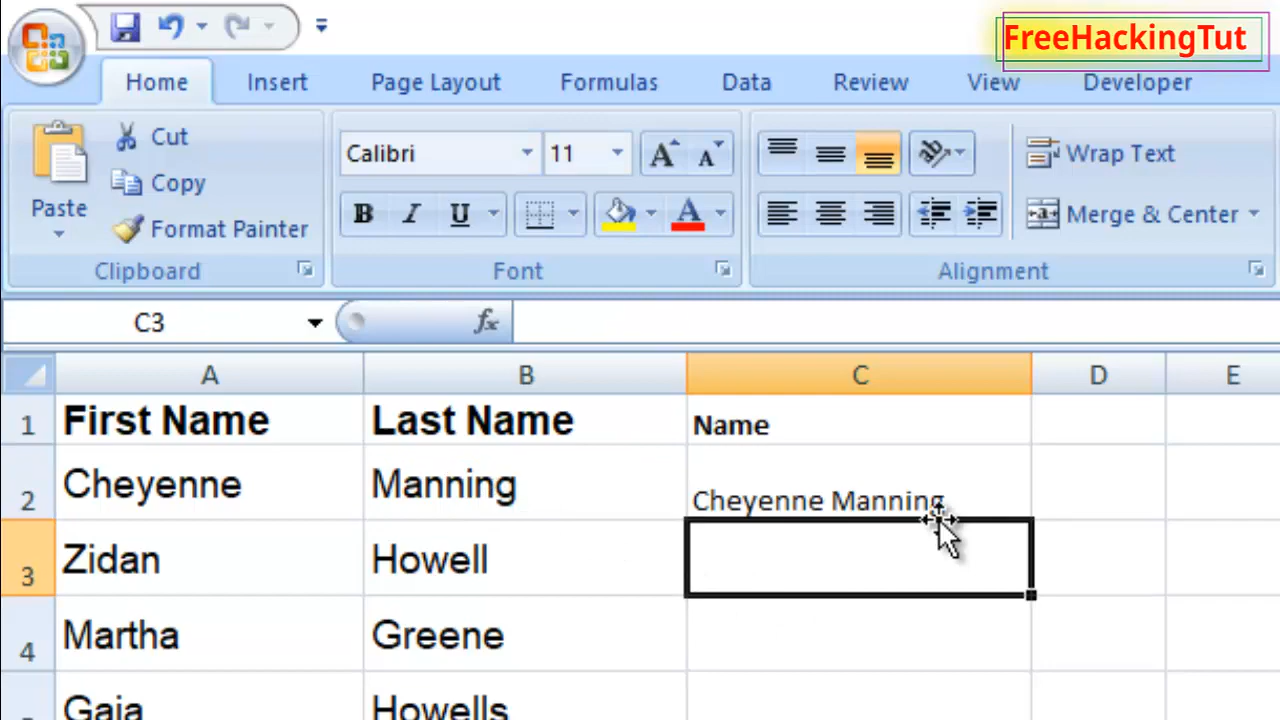 FreeHackingTut
Home Insert Page Layout Formulas Data Review View Developer
Cut
Copy
Paste
Format Painter
Clipboard
Calibri 11
A A
B I U A
Font
Wrap Text
Merge & Center
Alignment
C3 fx
A B C D E
1 First Name Last Name Name
2 Cheyenne Manning Cheyenne Manning
3 Zidan Howell
4 Martha Greene
Gaia Howells